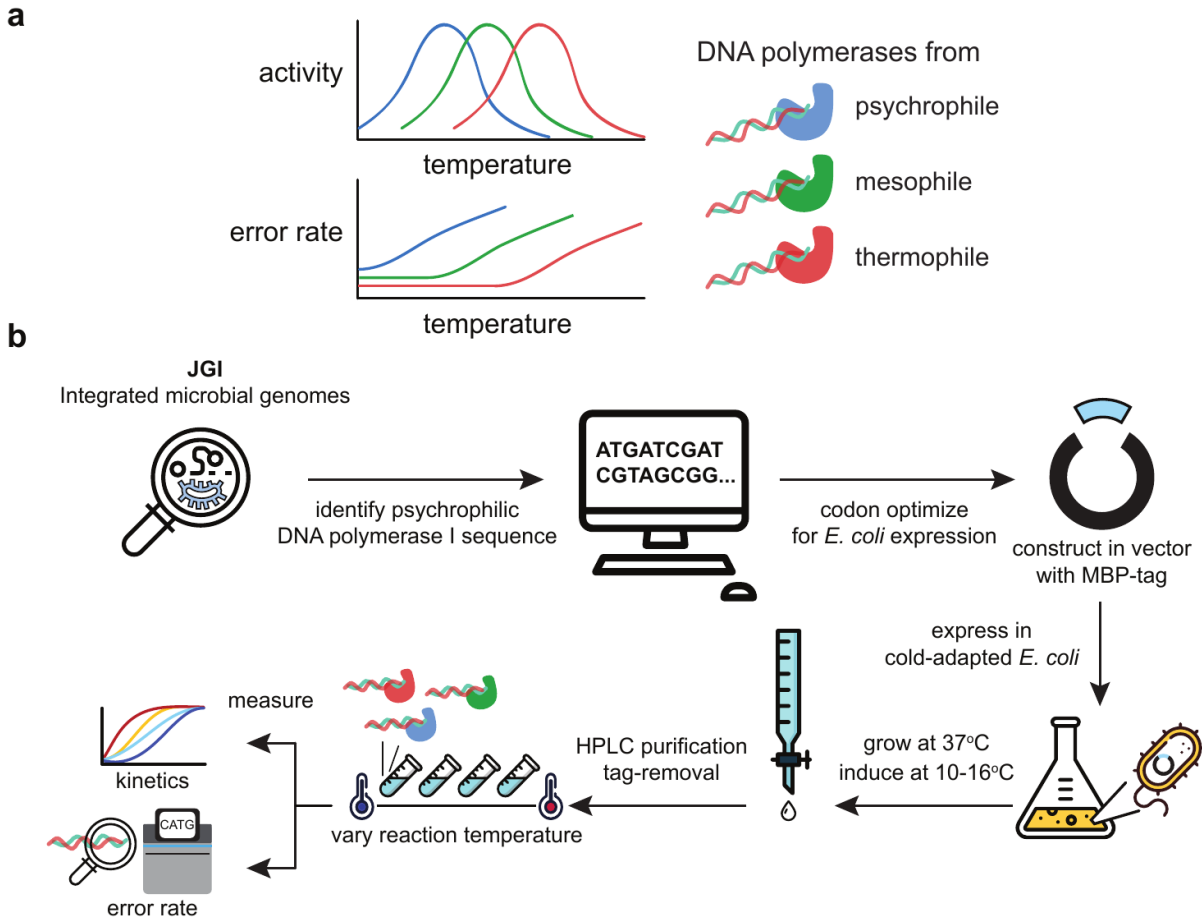 a
activity
temperature
error rate
temperature
DNA polymerases from
psychrophile
mesophile
thermophile
b
JGI
Integrated microbial genomes
identify psychrophilic
DNA polymerase I sequence
ATGATCGAT
CGTAGCGG...
codon optimize
for E. coli expression
construct in vector
with MBP-tag
express in
cold-adapted E. coli
grow at 37°C
induce at 10-16°C
HPLC purification
tag-removal
vary reaction temperature
measure
kinetics
CATG
error rate